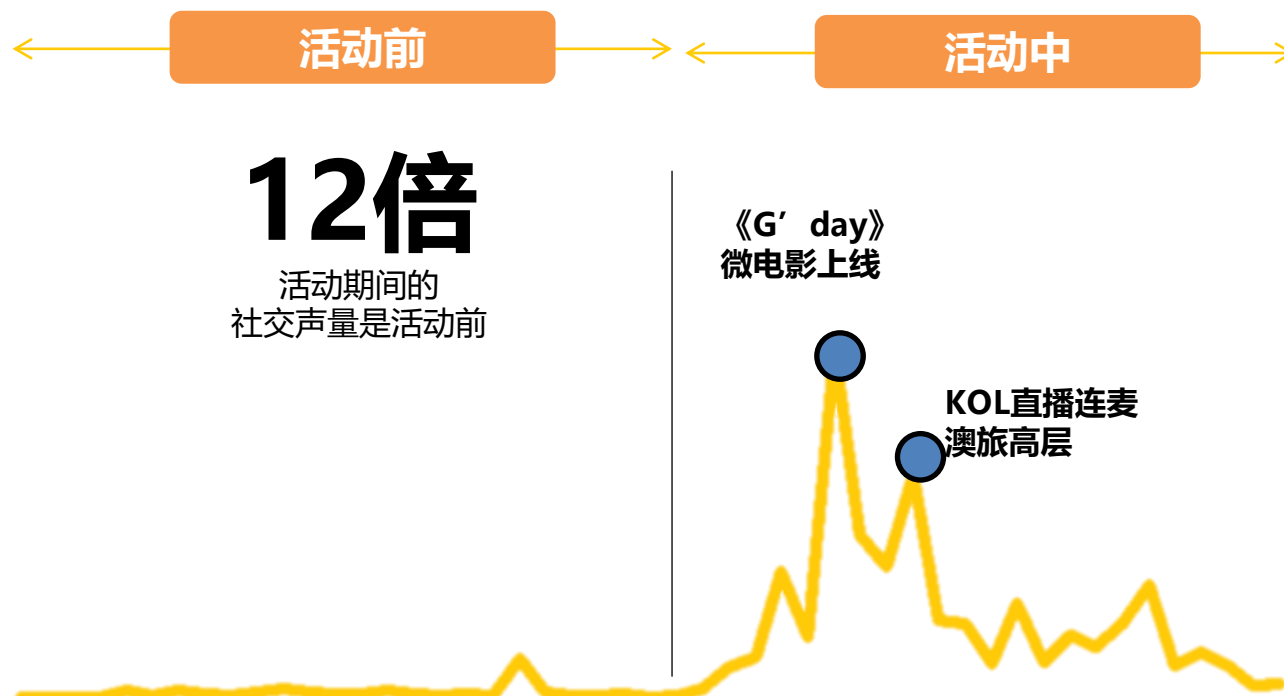 活动前
活动中
12倍
活动期间的
社交声量是活动前
《G’day》
微电影上线
KOL直播连麦
澳旅高层